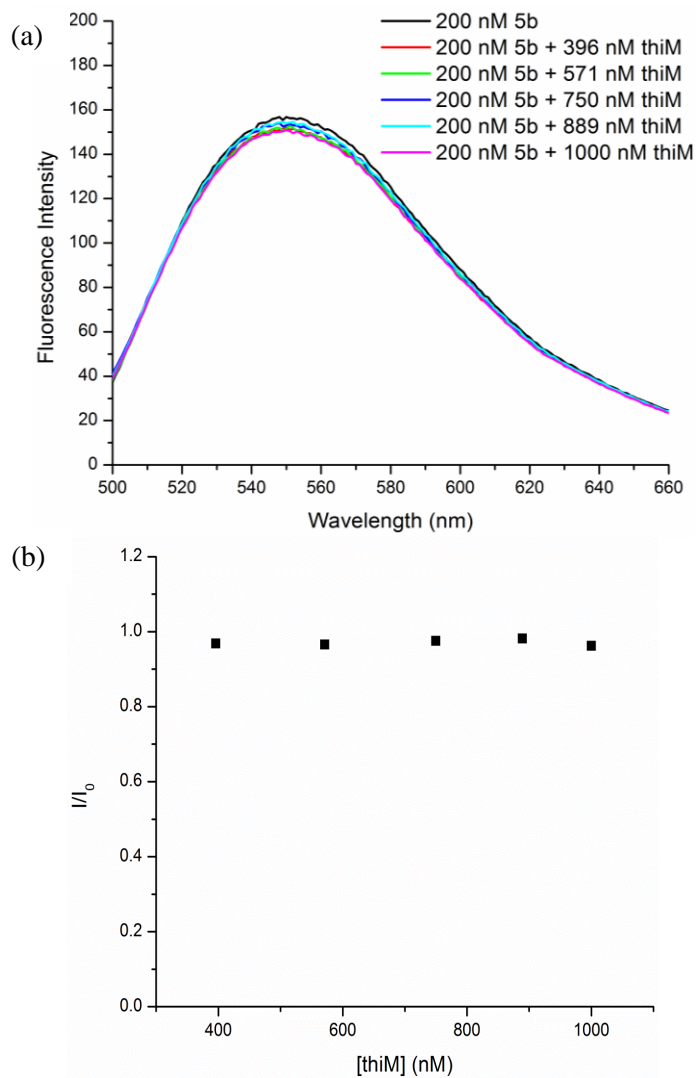 (a)
200 nM 5b
200 nM 5b + 396 nM thiM
200 nM 5b + 571 nM thiM
200 nM 5b + 750 nM thiM
200 nM 5b + 889 nM thiM
200 nM 5b + 1000 nM thiM
200
180
160
140
120
100
80
60
40
20
0
Fluorescence Intensity
500 520 540 560 580 600 620 640 660
Wavelength (nm)
(b)
1.2
1.0
0.8
0.6
0.4
0.2
0.0
I/I0
400 600 800 1000
[thiM] (nM)